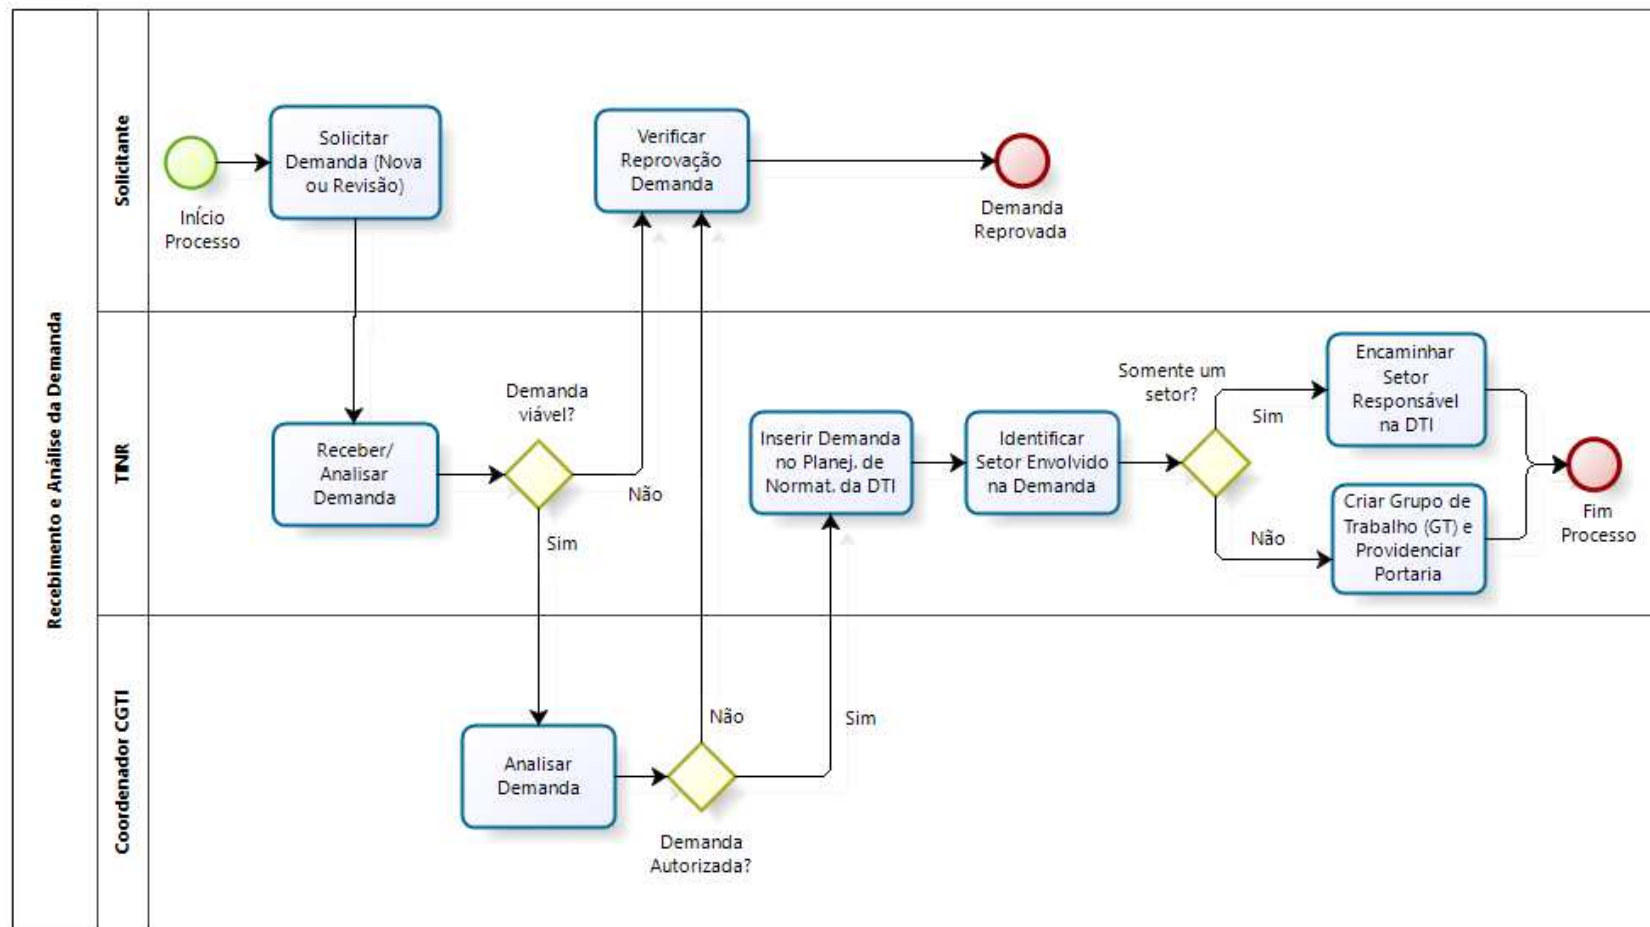 Recebimento e Análise da Demanda
Solicitante
Início
Processo
Solicitar
Demanda (Nova
ou Revisão)
Verificar
Reprovação
Demanda
Demanda
Reprovada
TINR
Receber/
Analisar
Demanda
Demanda
viável?
Não
Sim
Inserir Demanda
no Planej. de
Normat. da DTI
Identificar
Setor Envolvido
na Demanda
Somente um
setor?
Sim
Não
Encaminhar
Setor
Responsável
na DTI
Criar Grupo de
Trabalho (GT) e
Providenciar
Portaria
Fim
Processo
Coordenador CGTI
Analisar
Demanda
Não
Sim
Demanda
Autorizada?